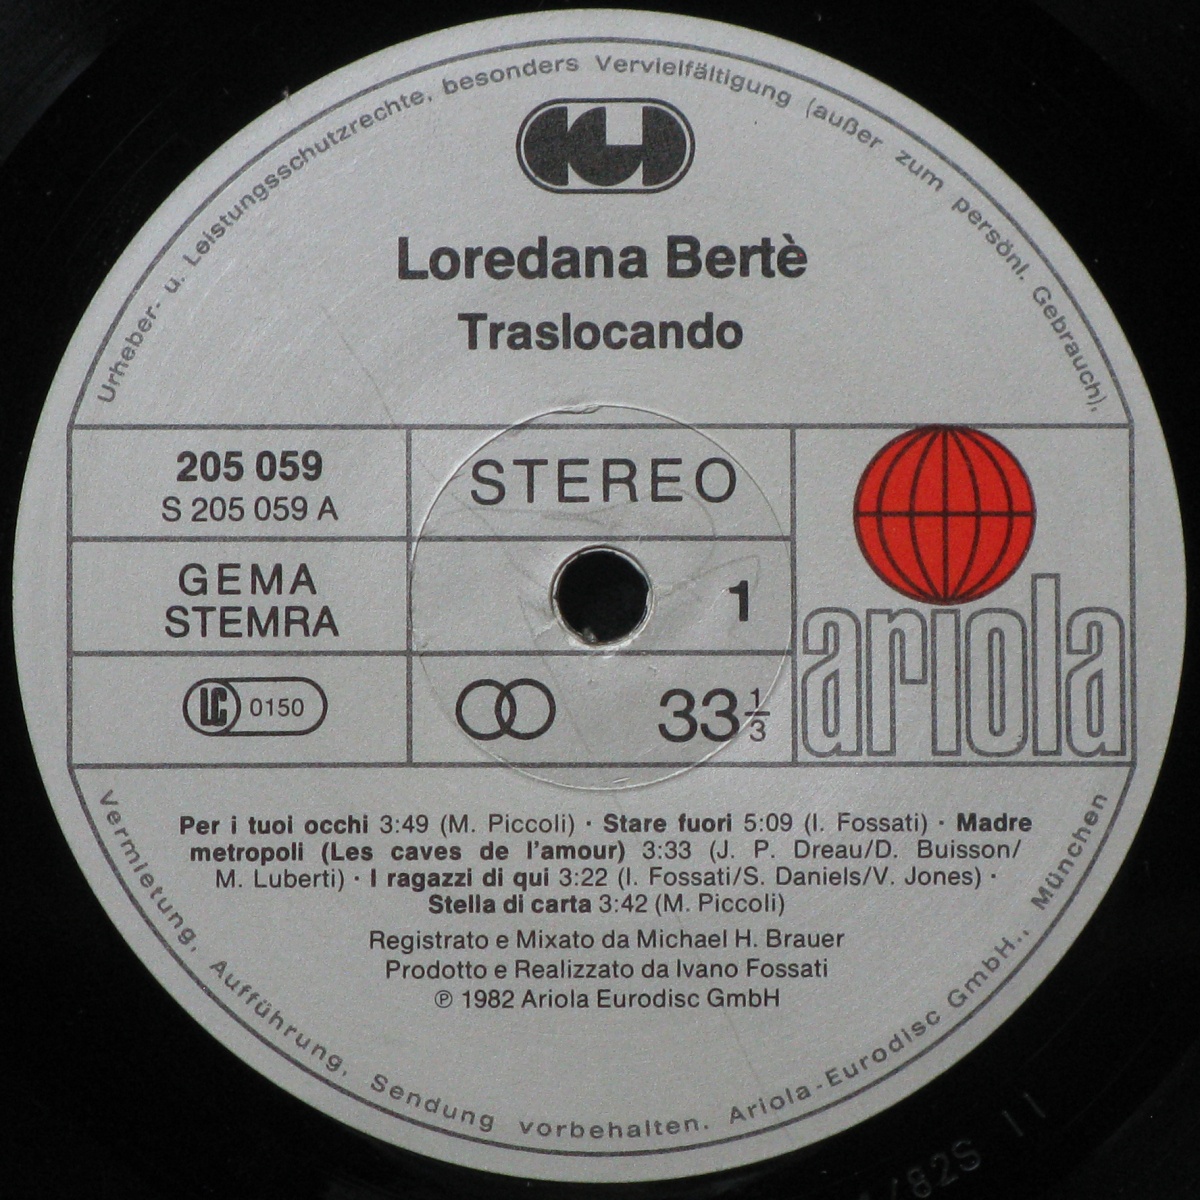 Urheber- u. Leistungsschutzrechte, besonders Vervielfältigung (außer zum persönl. Gebrauch),
Loredana Bertè
Traslocando
205 059
S 205 059 A
STEREO
GEMA
STEMRA
1
LC 0150
33 1/3
ariola
Per i tuoi occhi 3:49 (M. Piccoli) · Stare fuori 5:09 (I. Fossati) · Madre
metropoli (Les caves de l'amour) 3:33 (J. P. Dreau/D. Buisson/
M. Luberti) · I ragazzi di qui 3:22 (I. Fossati/S. Daniels/V. Jones) ·
Stella di carta 3:42 (M. Piccoli)
Registrato e Mixato da Michael H. Brauer
Prodotto e Realizzato da Ivano Fossati
℗ 1982 Ariola Eurodisc GmbH
Vermietung, Aufführung, Sendung vorbehalten. Ariola-Eurodisc GmbH., München